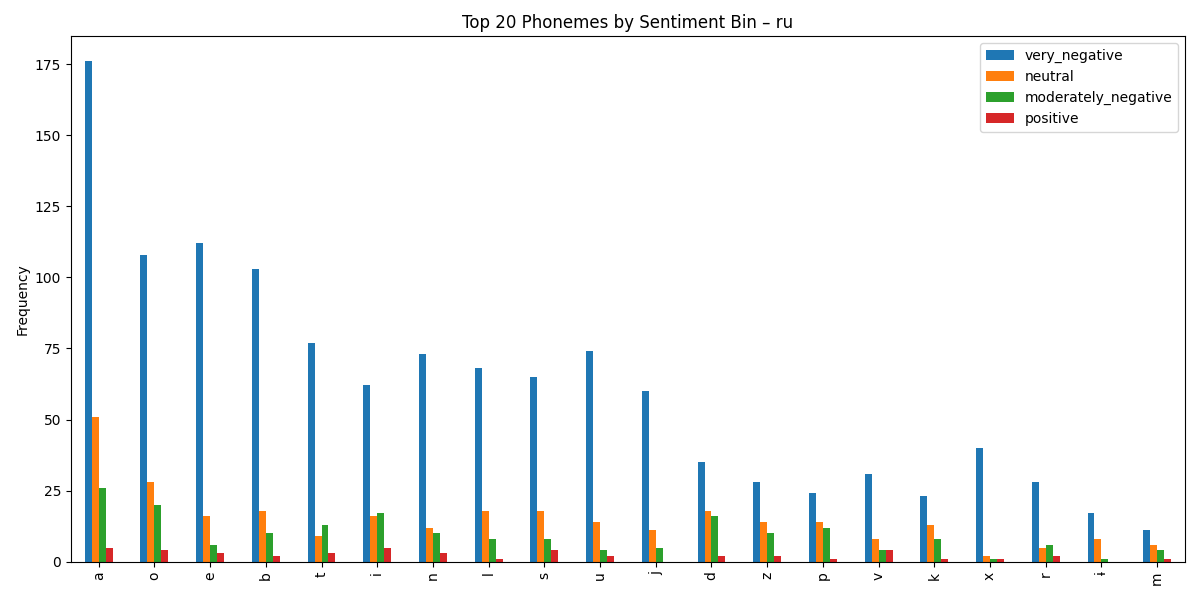 Top 20 Phonemes by Sentiment Bin – ru
very_negative
neutral
moderately_negative
positive
Frequency
175
150
125
100
75
50
25
0
a o e b t i n l s u j d z p v k x r ɨ m